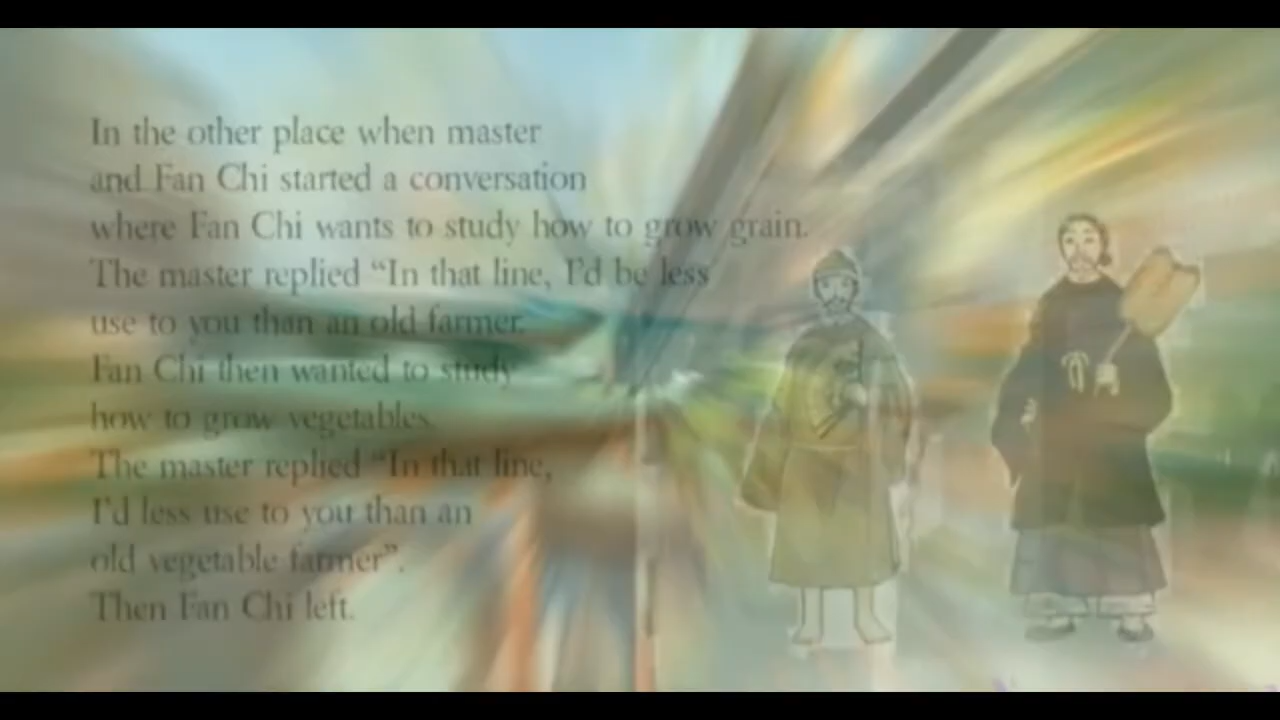 In the other place when master
and Fan Chi started a conversation
where Fan Chi wants to study how to grow grain.
The master replied “In that line, I’d be less
use to you than an old farmer.
Fan Chi then wanted to study
how to grow vegetables.
The master replied “In that line,
I’d less use to you than an
old vegetable farmer”.
Then Fan Chi left.